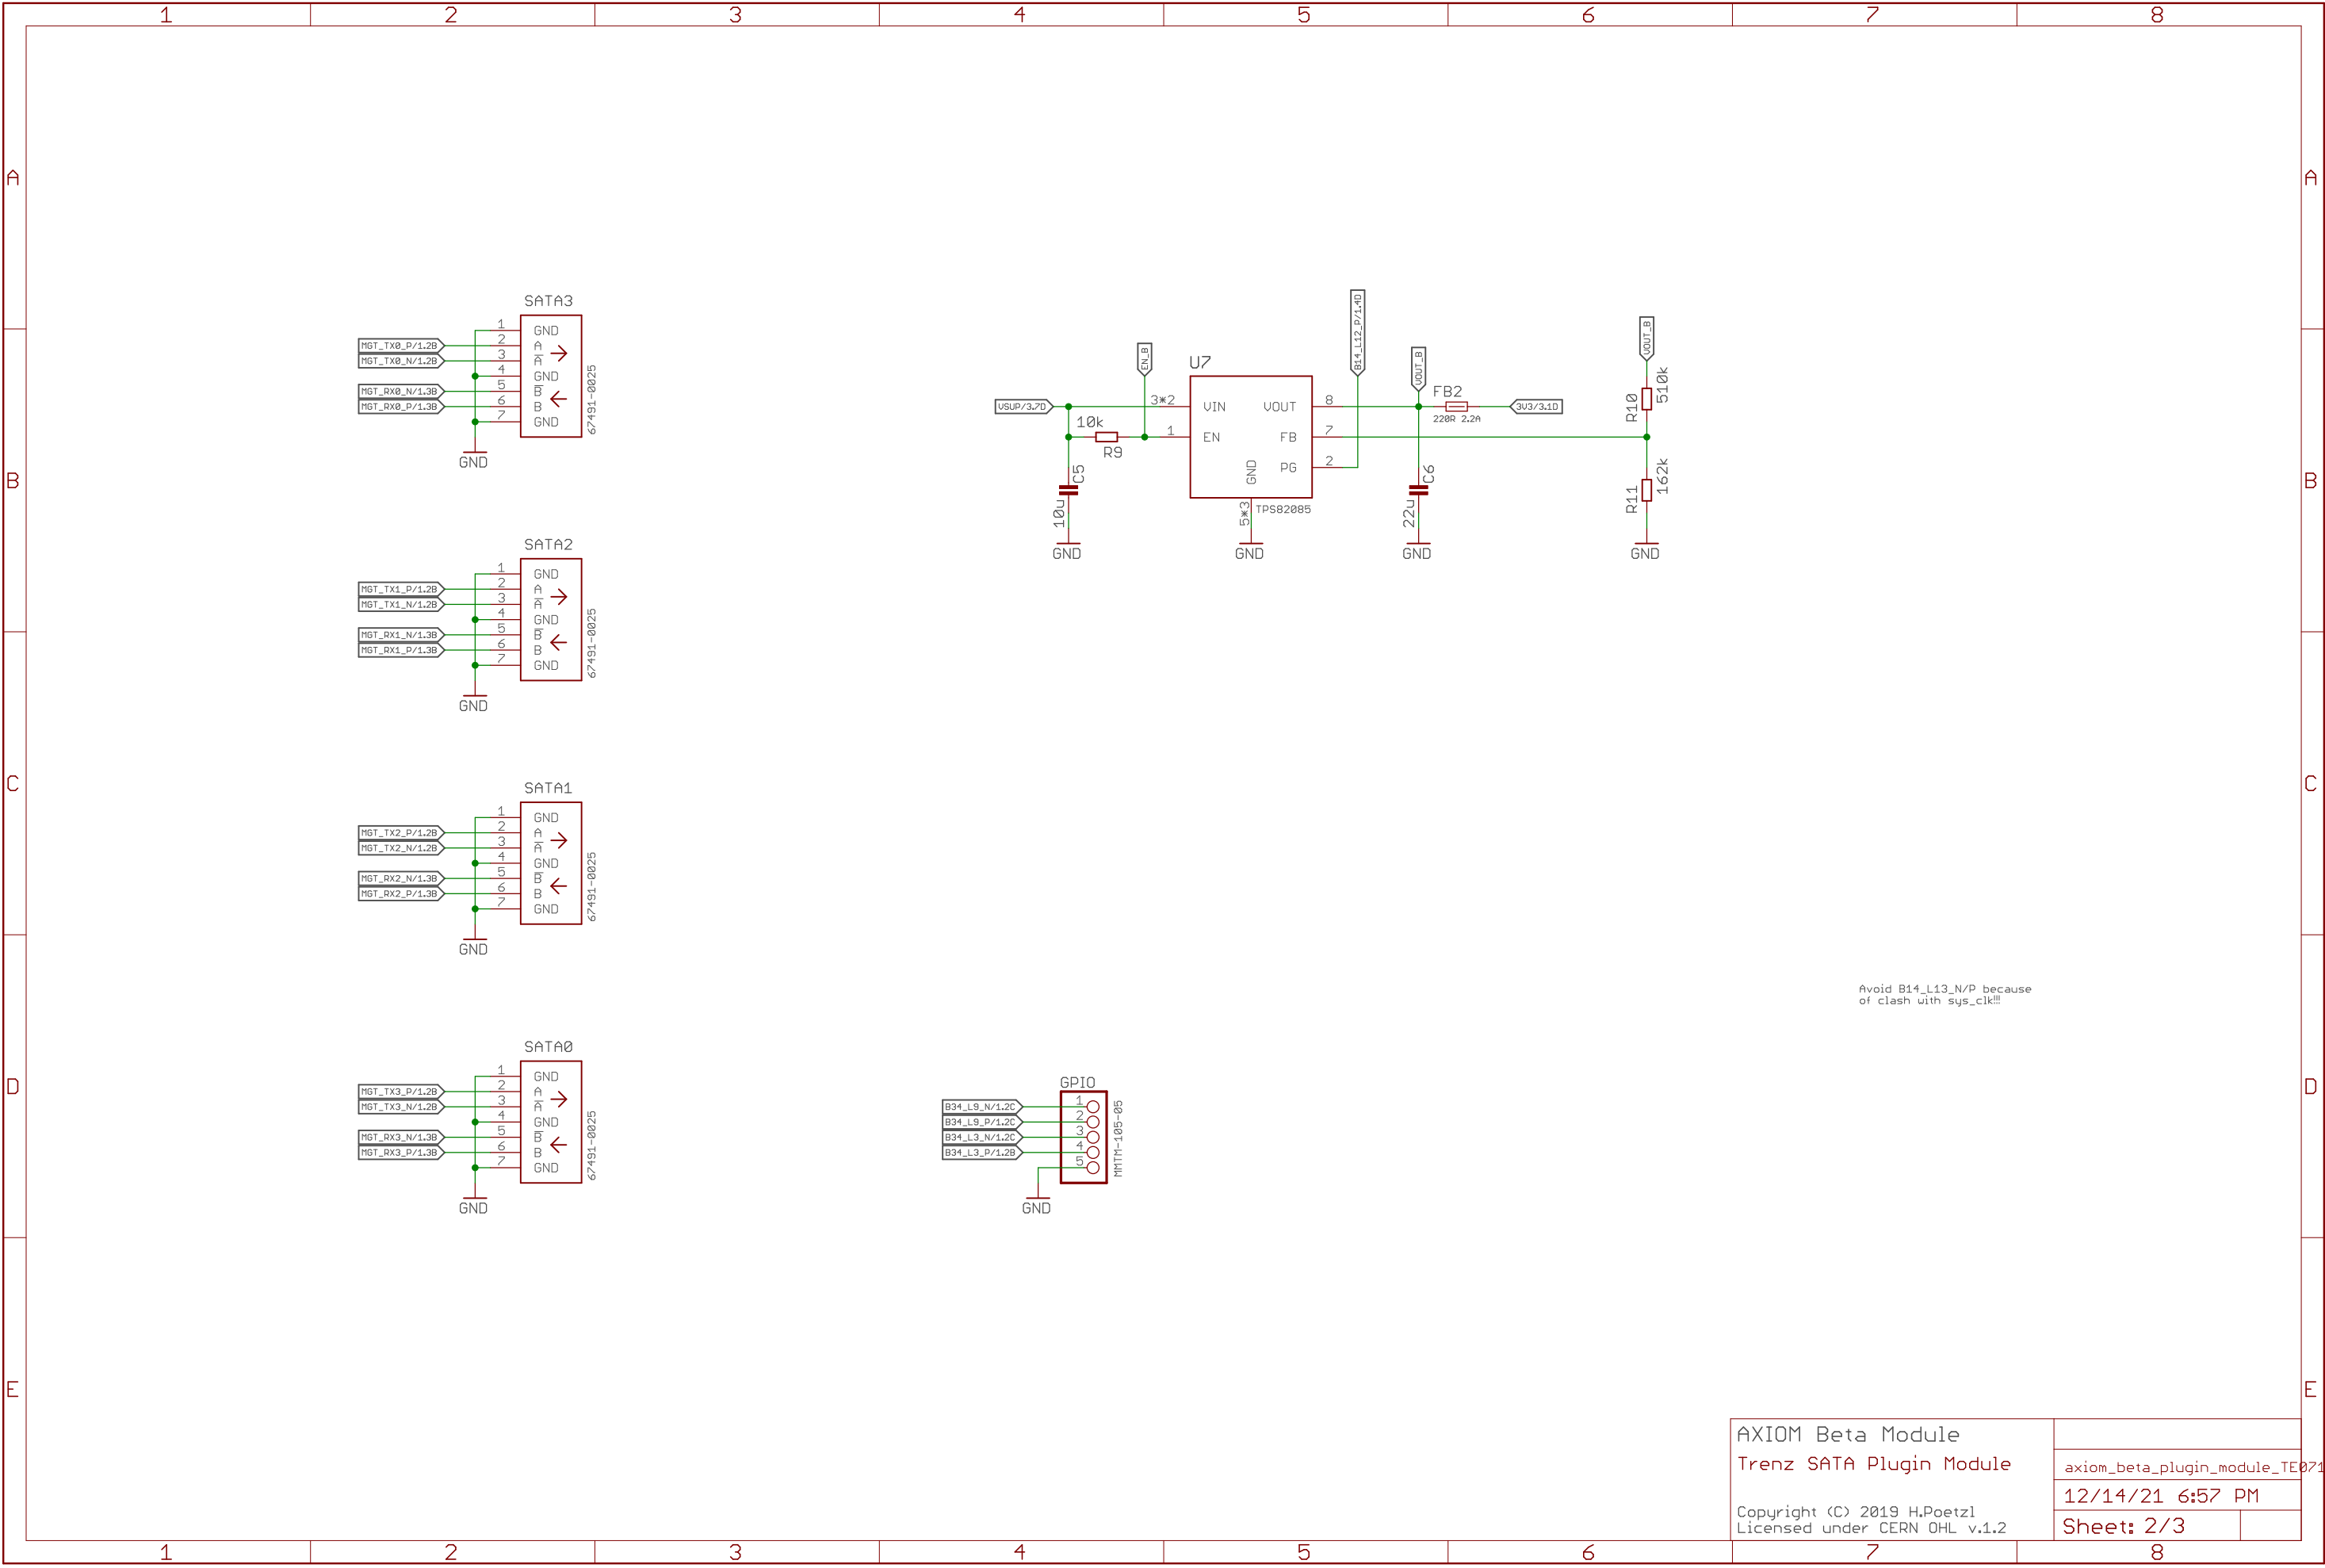 1 2 3 4 5 6 7 8
A
A
SATA3
1 GND
MGT_TX0_P/1.2B 2 A
MGT_TX0_N/1.2B 3 A
4 GND
MGT_RX0_N/1.3B 5 B
MGT_RX0_P/1.3B 6 B
7 GND
67491-0025
GND
B14_L12_P/1.4D
VOUT_B
EN_B
VOUT_B
U7
FB2
510k
R10
VSUP/3.7D
3*2 VIN VOUT 8
220R 2.2A
3V3/3.1D
10k
R9
1 EN FB 7
GND
PG 2
C5
10u
C6
22u
162k
R11
5*3
TPS82085
GND
GND
GND
GND
B
B
SATA2
1 GND
MGT_TX1_P/1.2B 2 A
MGT_TX1_N/1.2B 3 A
4 GND
MGT_RX1_N/1.3B 5 B
MGT_RX1_P/1.3B 6 B
7 GND
67491-0025
GND
C
C
SATA1
1 GND
MGT_TX2_P/1.2B 2 A
MGT_TX2_N/1.2B 3 A
4 GND
MGT_RX2_N/1.3B 5 B
MGT_RX2_P/1.3B 6 B
7 GND
67491-0025
GND
Avoid B14_L13_N/P because
of clash with sys_clk!!!
D
D
SATA0
1 GND
MGT_TX3_P/1.2B 2 A
MGT_TX3_N/1.2B 3 A
4 GND
MGT_RX3_N/1.3B 5 B
MGT_RX3_P/1.3B 6 B
7 GND
67491-0025
GND
GPIO
B34_L9_N/1.2C 1
B34_L9_P/1.2C 2
B34_L3_N/1.2C 3
B34_L3_P/1.2B 4
5
MMTM-105-05
GND
E
E
AXIOM Beta Module
Trenz SATA Plugin Module
Copyright (C) 2019 H.Poetzl
Licensed under CERN OHL v.1.2
axiom_beta_plugin_module_TE071
12/14/21 6:57 PM
Sheet: 2/3
1 2 3 4 5 6 7 8